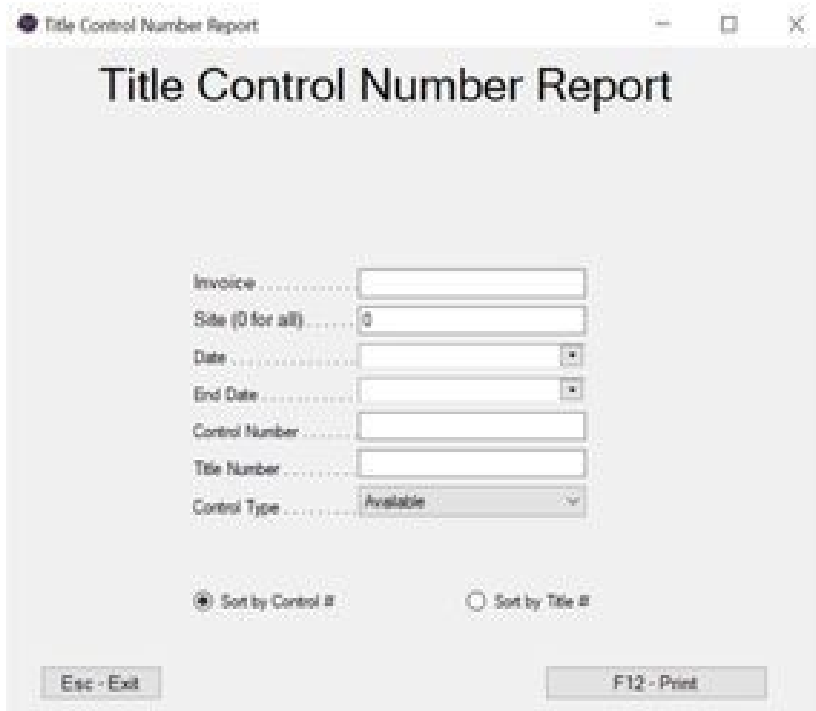 Title Control Number Report
Title Control Number Report
Invoice
Site (0 for all) 0
Date
End Date
Control Number
Title Number
Control Type Available
Sort by Control # Sort by Title #
Esc - Exit F12 - Print